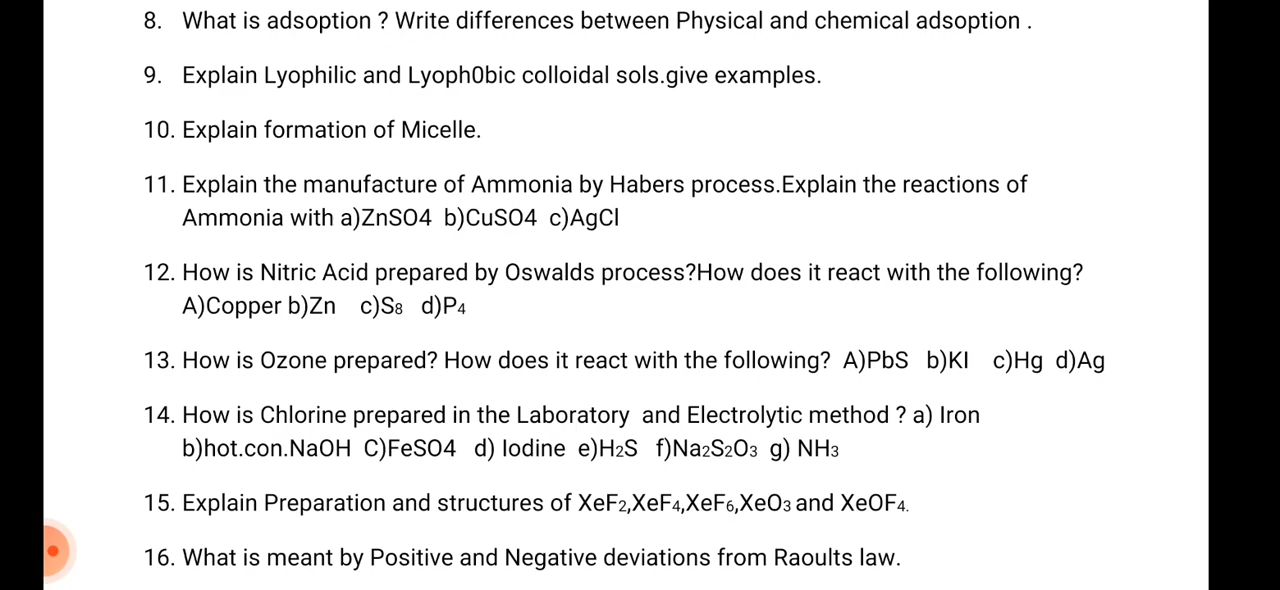 8. What is adsoption ? Write differences between Physical and chemical adsoption .
9. Explain Lyophilic and Lyoph0bic colloidal sols.give examples.
10. Explain formation of Micelle.
11. Explain the manufacture of Ammonia by Habers process.Explain the reactions of
Ammonia with a)ZnSO4 b)CuSO4 c)AgCl
12. How is Nitric Acid prepared by Oswalds process?How does it react with the following?
A)Copper b)Zn c)S8 d)P4
13. How is Ozone prepared? How does it react with the following? A)PbS b)KI c)Hg d)Ag
14. How is Chlorine prepared in the Laboratory and Electrolytic method ? a) Iron
b)hot.con.NaOH C)FeSO4 d) Iodine e)H2S f)Na2S2O3 g) NH3
15. Explain Preparation and structures of XeF2,XeF4,XeF6,XeO3 and XeOF4.
16. What is meant by Positive and Negative deviations from Raoults law.